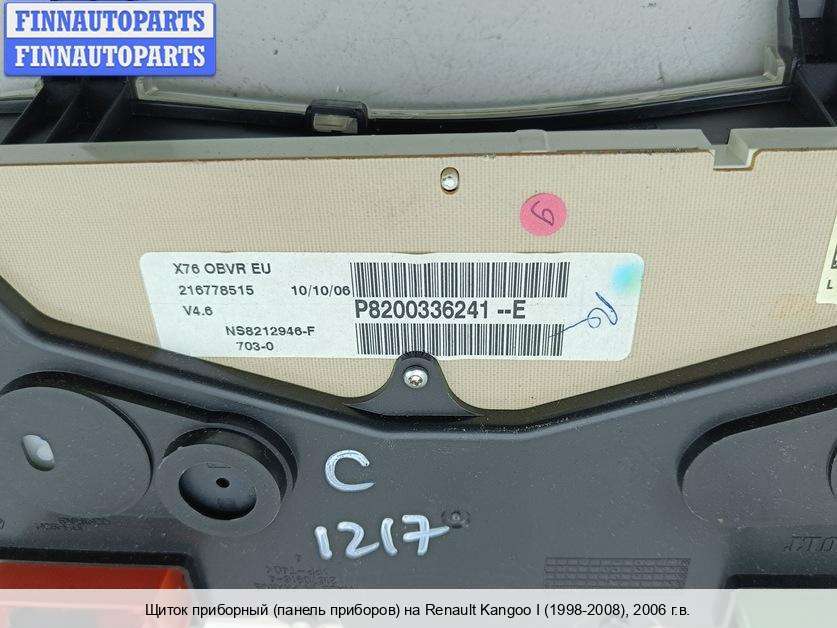 FINNAUTOPARTS
FINNAUTOPARTS
X76 OBVR EU
216778515 10/10/06
V4.6
P8200336241 --E
NS8212946-F
703-0
C
1217
Щиток приборный (панель приборов) на Renault Kangoo I (1998-2008), 2006 г.в.